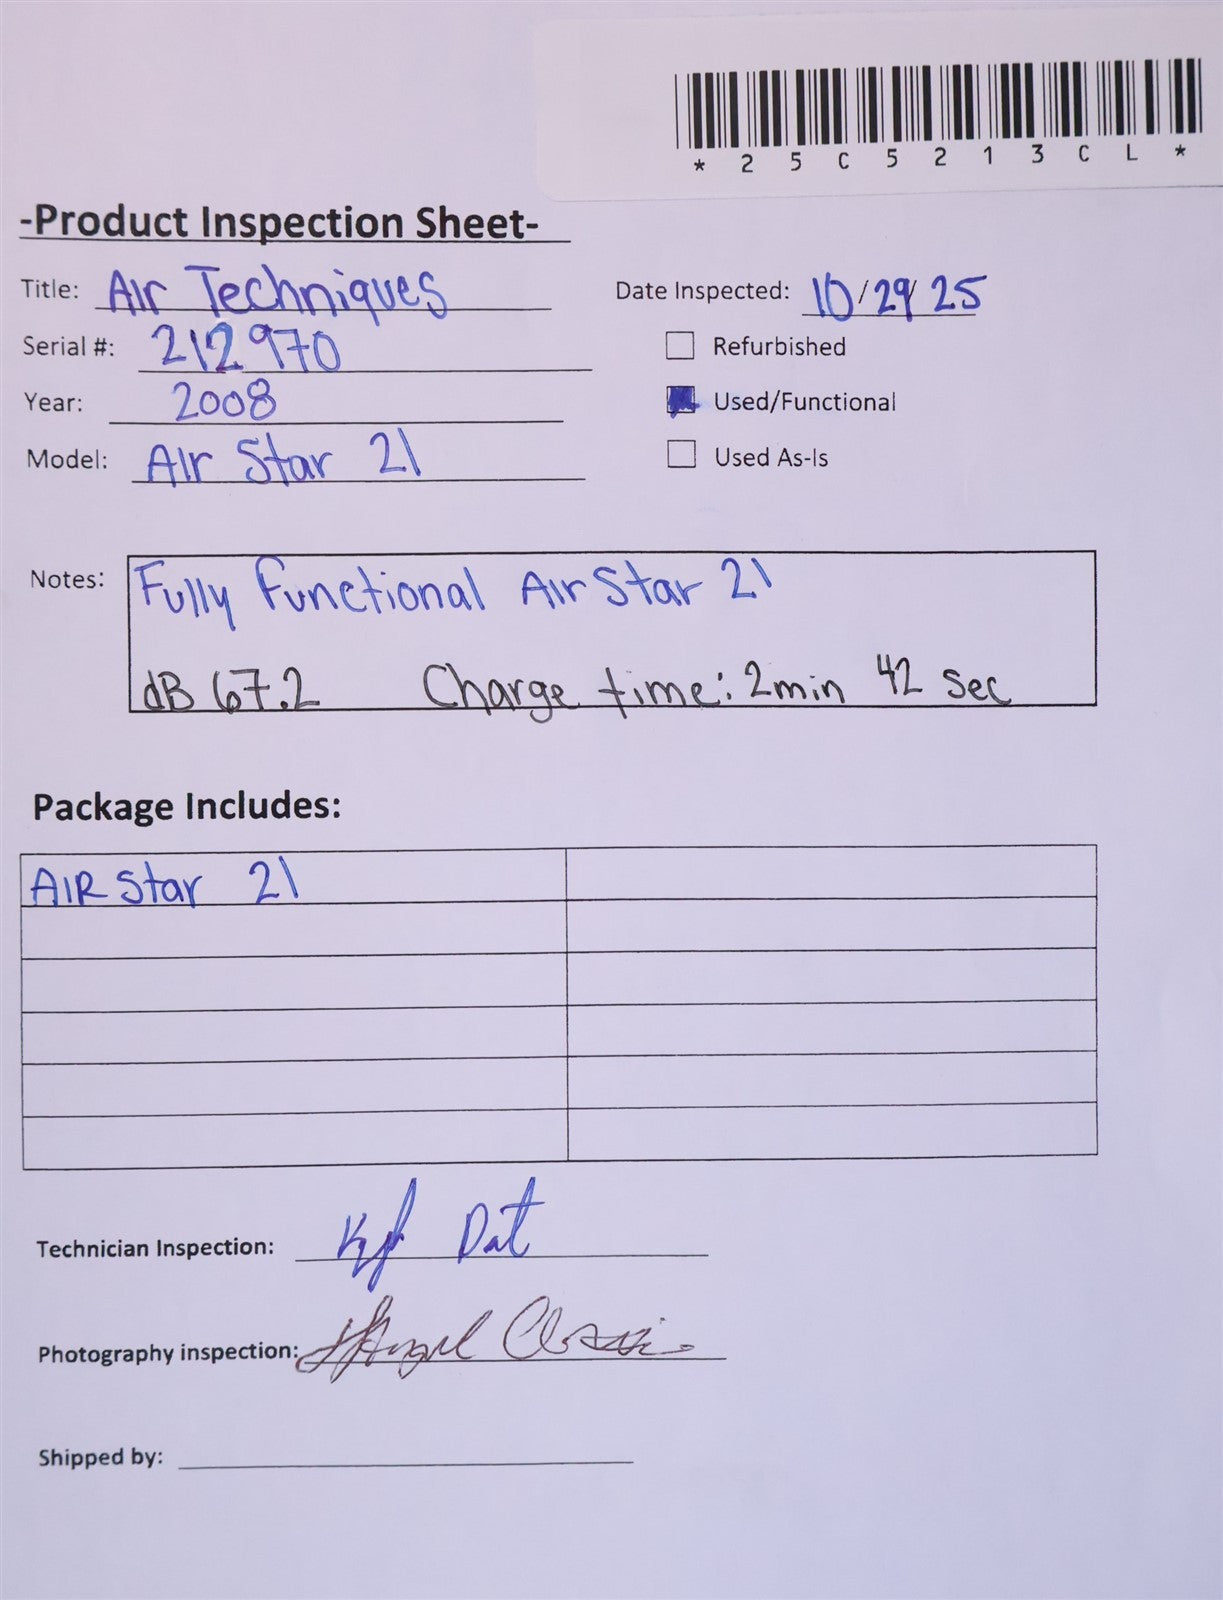 *25C5213CL*
-Product Inspection Sheet-
Title: Air Techniques
Date Inspected: 10/29/25
Serial #: 212970
Refurbished
Year: 2008
Used/Functional
Model: Air Star 21
Used As-Is
Notes: Fully Functional Air Star 21
dB 67.2 Charge time: 2min 42 sec
Package Includes:
AIR Star 21
Technician Inspection:
Photography inspection:
Shipped by: